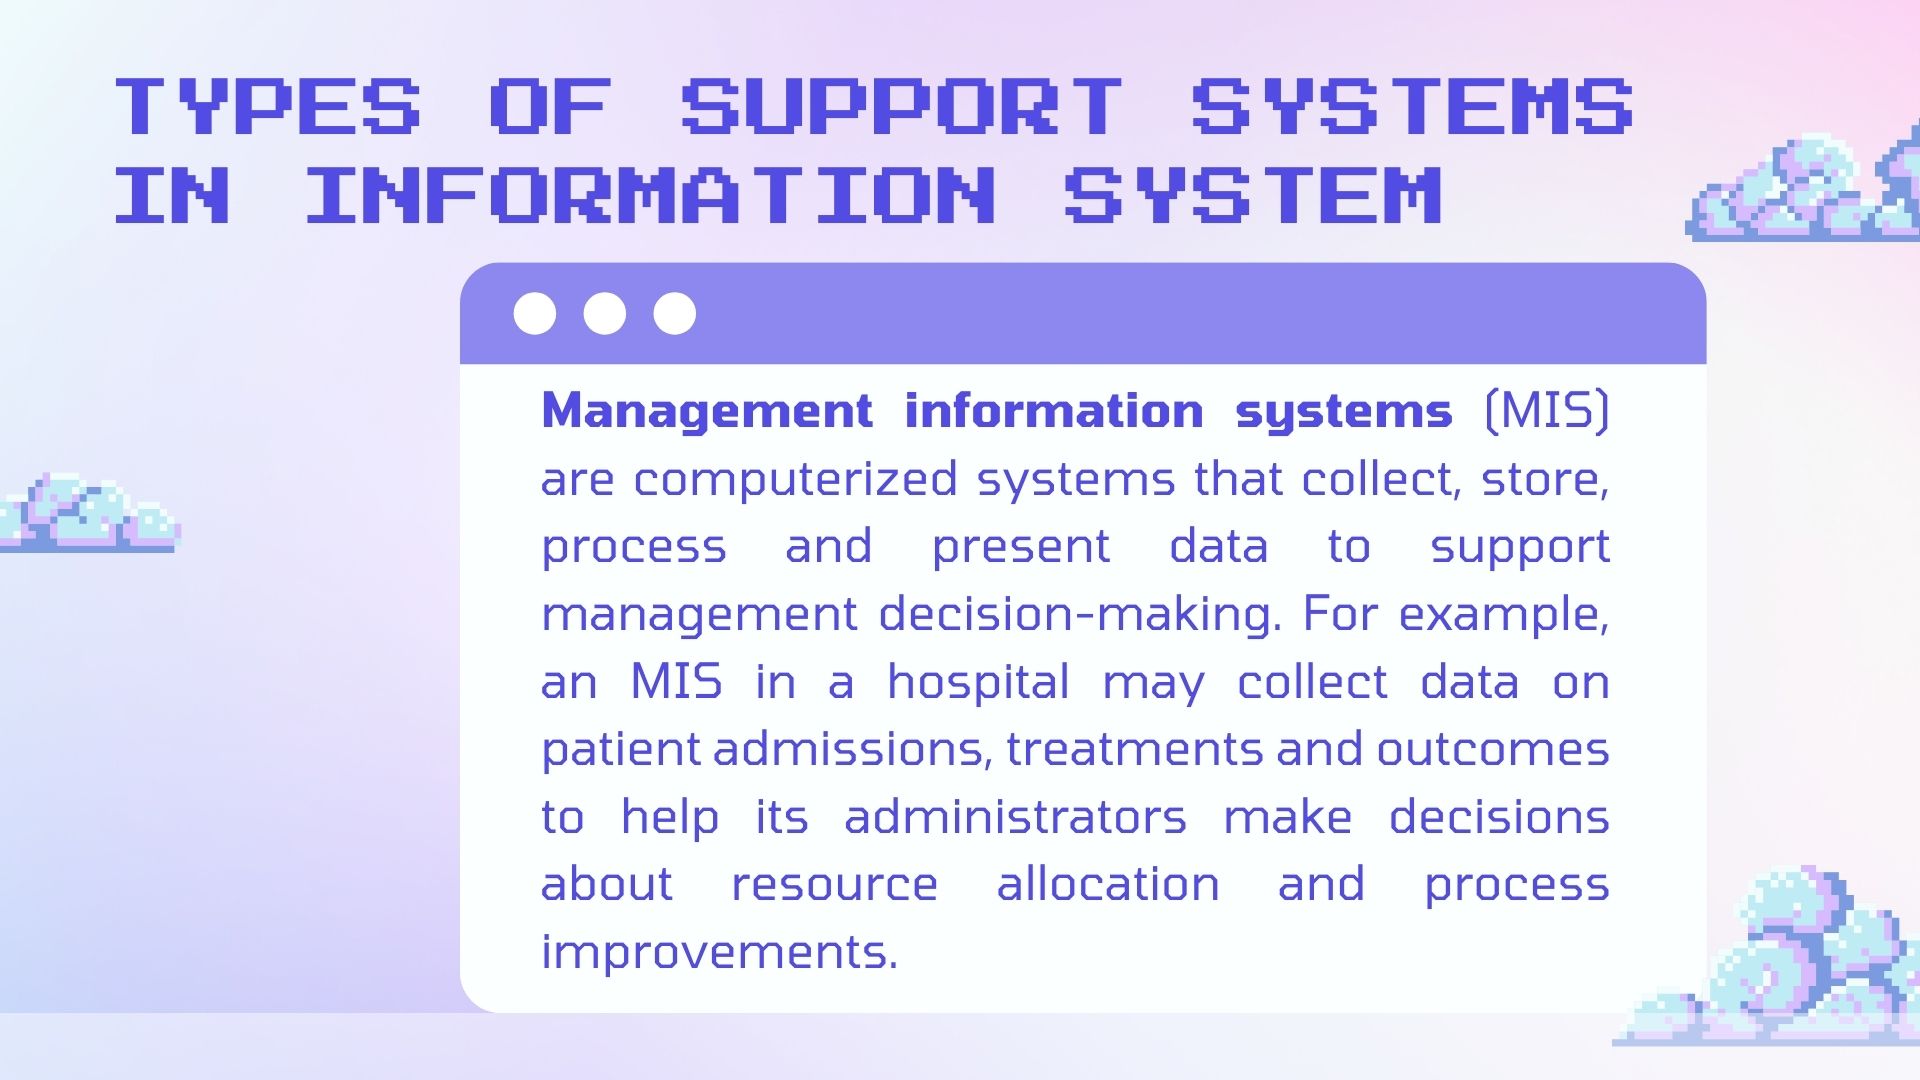 TYPES OF SUPPORT SYSTEMS
IN INFORMATION SYSTEM
Management information systems (MIS)
are computerized systems that collect, store,
process and present data to support
management decision-making. For example,
an MIS in a hospital may collect data on
patient admissions, treatments and outcomes
to help its administrators make decisions
about resource allocation and process
improvements.